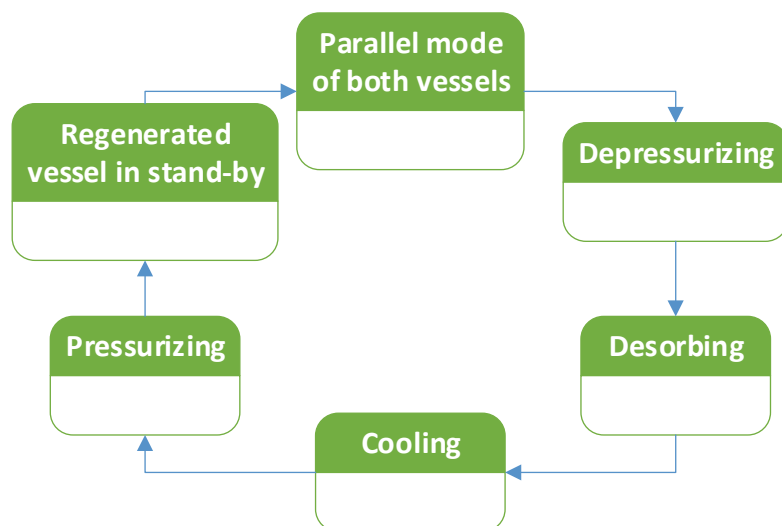 Parallel mode
of both vessels
Regenerated
vessel in stand-by
Depressurizing
Pressurizing
Desorbing
Cooling